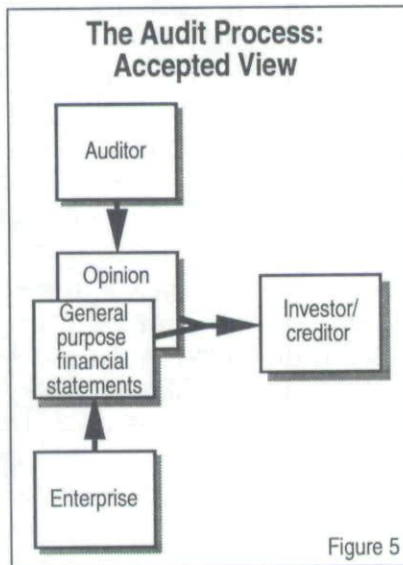 The Audit Process:
Accepted View
Auditor
Opinion
General
purpose
financial
statements
Investor/
creditor
Enterprise
Figure 5